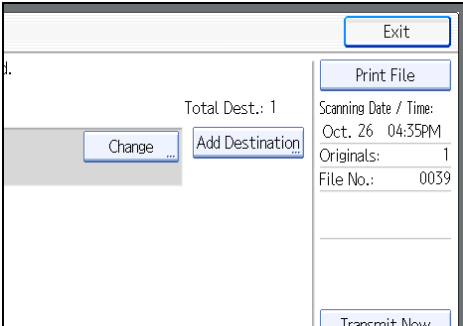 Exit
d.
Print File
Total Dest.: 1
Scanning Date / Time:
Oct. 26 04:35PM
Change ...
Add Destination...
Originals: 1
File No.: 0039
Transmit Now